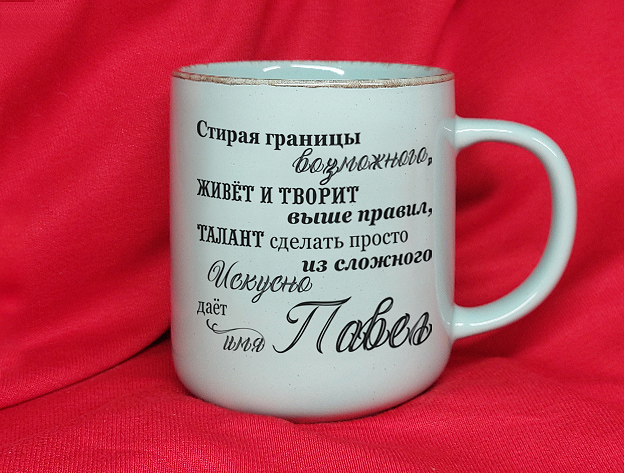 Стирая границы
возможного,
живёт и творит
выше правил,
талант сделать просто
из сложного
Искусно
даёт
имя Павел